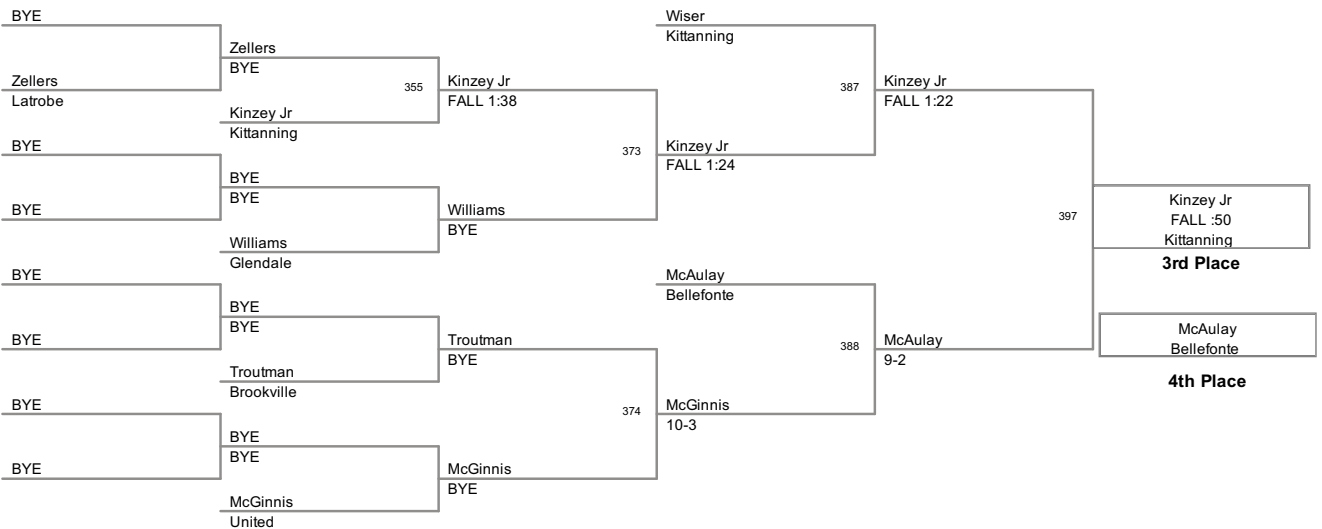 BYE
Zellers
Latrobe
BYE
BYE
BYE
BYE
BYE
BYE
Zellers
BYE
355
Kinzey Jr
Kittanning
BYE
BYE
Williams
Glendale
BYE
BYE
Troutman
Brookville
BYE
BYE
McGinnis
United
Kinzey Jr
FALL 1:38
373
Williams
BYE
Troutman
BYE
374
McGinnis
BYE
Wiser
Kittanning
387
Kinzey Jr
FALL 1:24
McAulay
Bellefonte
388
McGinnis
10-3
Kinzey Jr
FALL 1:22
397
McAulay
9-2
Kinzey Jr
FALL :50
Kittanning
3rd Place
McAulay
Bellefonte
4th Place